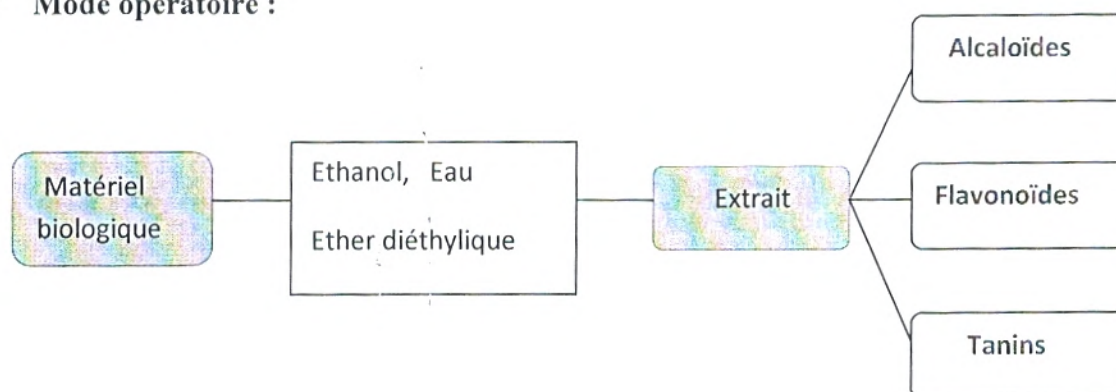 Mode opératoire :
Matériel
biologique
Ethanol, Eau
Ether diéthylique
Extrait
Alcaloïdes
Flavonoïdes
Tanins